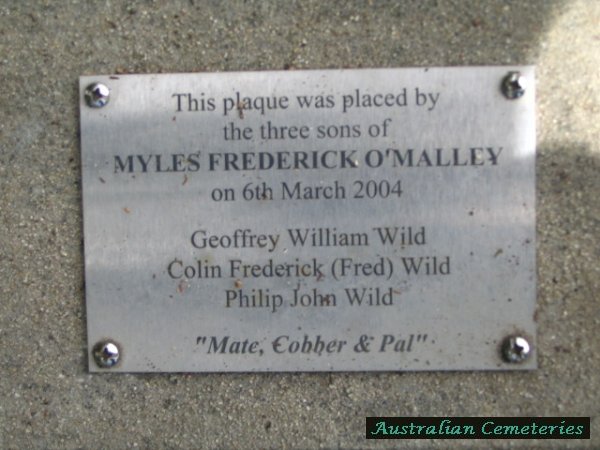 This plaque was placed by
the three sons of
MYLES FREDERICK O'MALLEY
on 6th March 2004
Geoffrey William Wild
Colin Frederick (Fred) Wild
Philip John Wild
"Mate, Cobber & Pal"
Australian Cemeteries